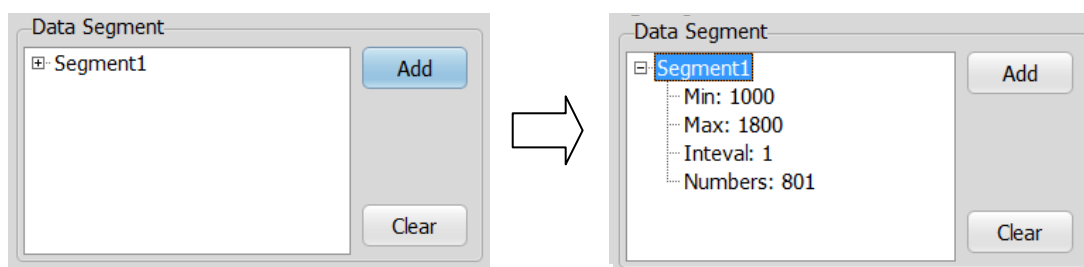 Data Segment
Segment1
Add
Clear
Data Segment
Segment1
Min: 1000
Max: 1800
Inteval: 1
Numbers: 801
Add
Clear